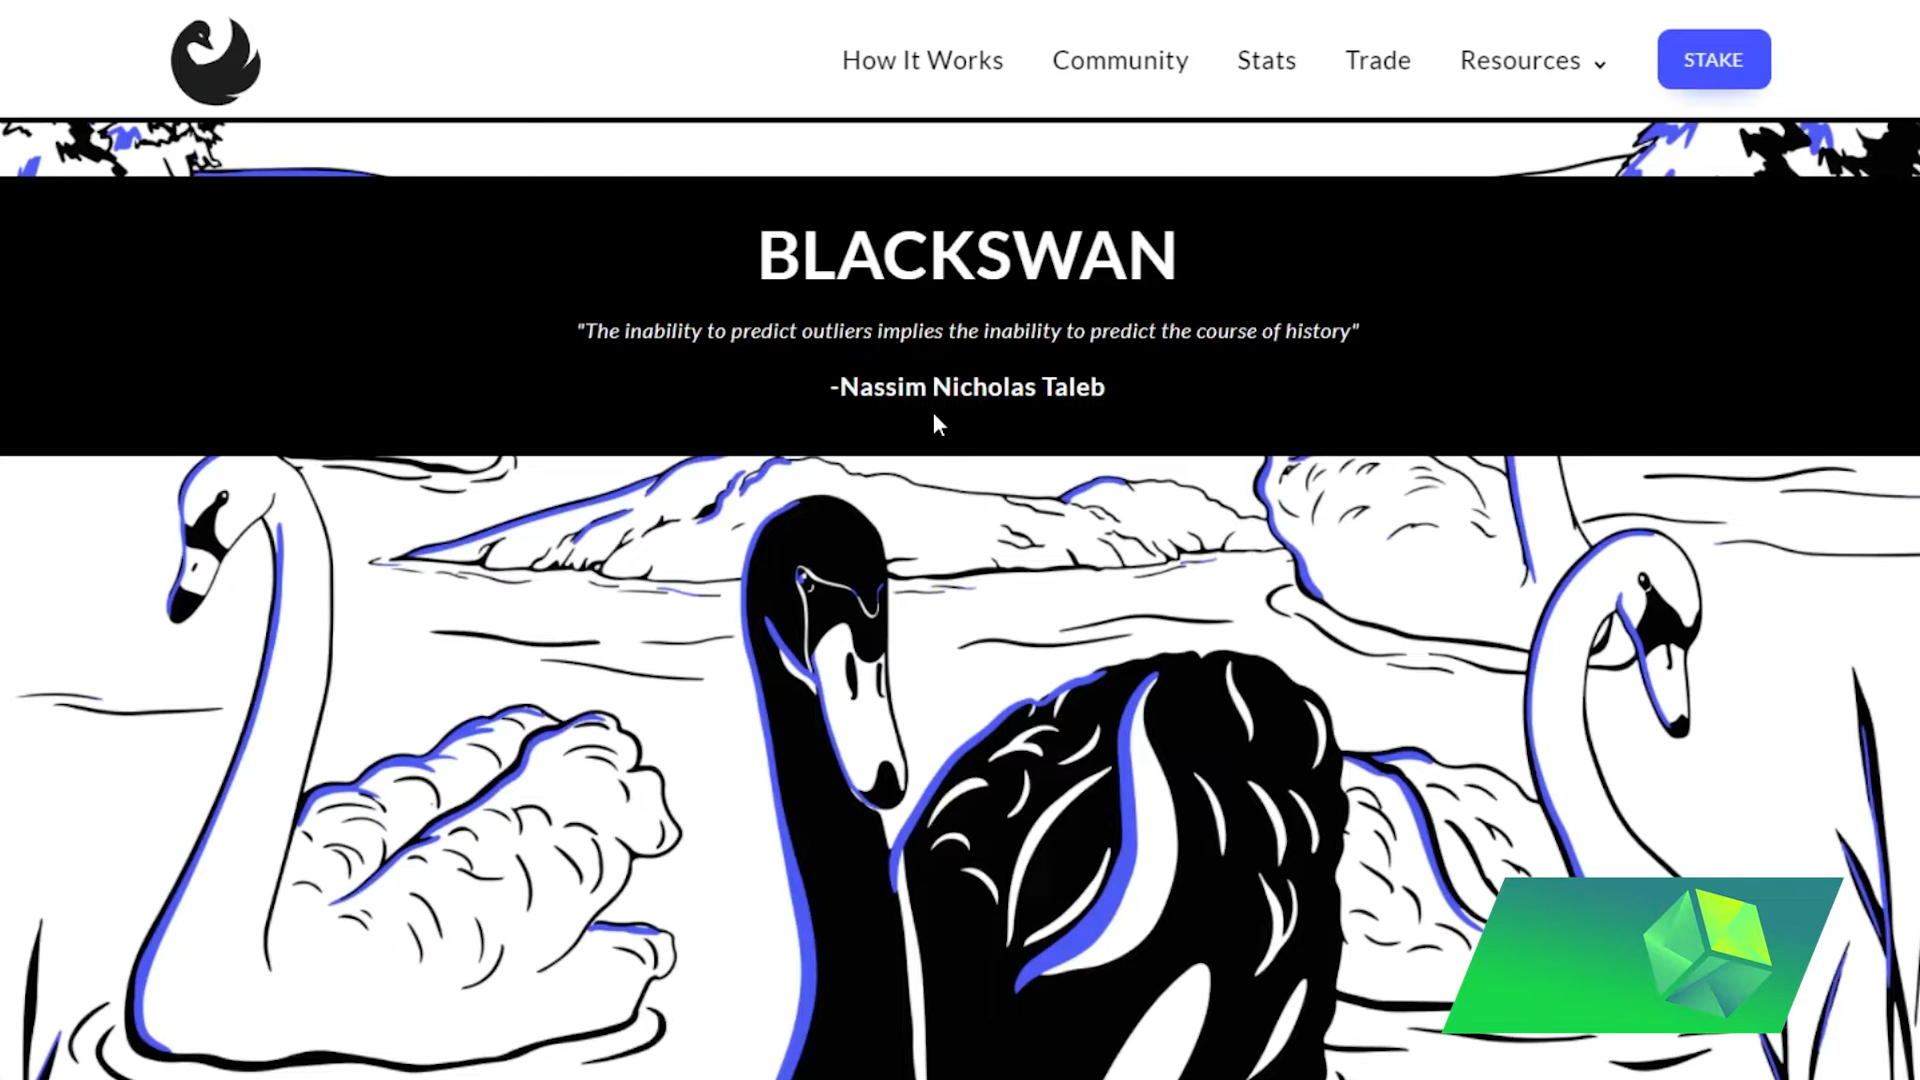 How It Works
Community
Stats
Trade
Resources
STAKE
BLACKSWAN
"The inability to predict outliers implies the inability to predict the course of history"
-Nassim Nicholas Taleb